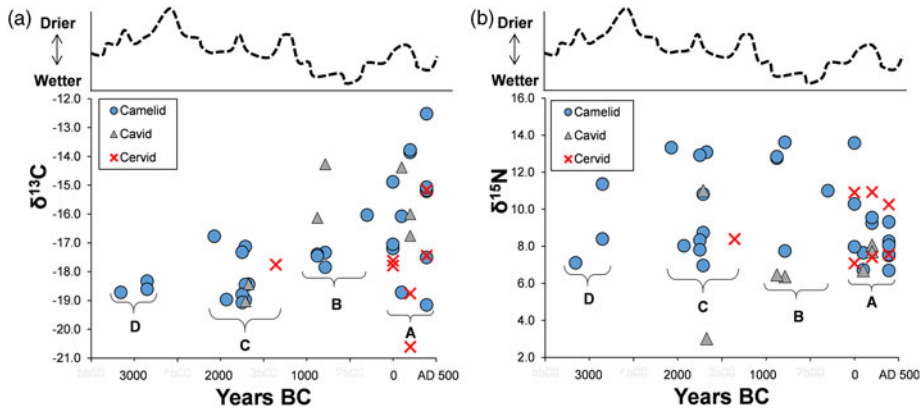 (a)
Drier
Wetter
-12.0
-13.0
-14.0
-15.0
-16.0
-17.0
-18.0
-19.0
-20.0
-21.0
δ13C
Camelid
Cavid
Cervid
D
C
B
A
3000
2000
1000
0
AD 500
Years BC
(b)
Drier
Wetter
16.0
14.0
12.0
10.0
8.0
6.0
4.0
2.0
δ15N
Camelid
Cavid
Cervid
D
C
B
A
3000
2000
1000
0
AD 500
Years BC